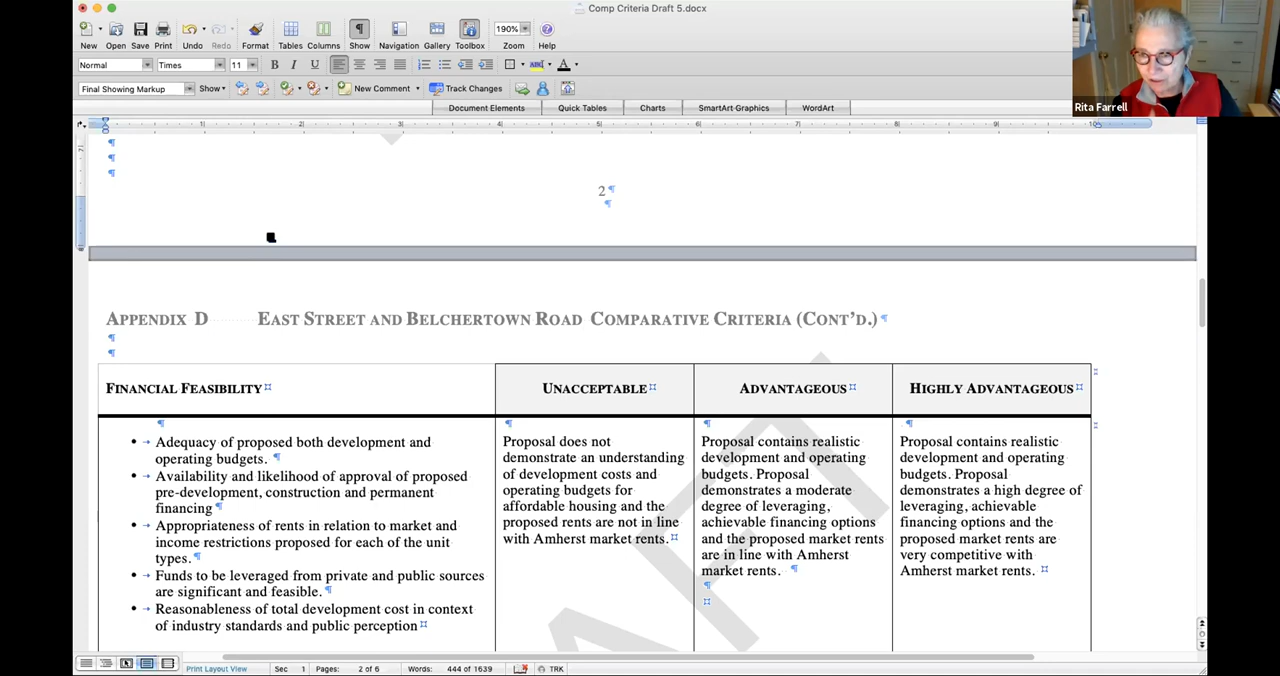 Comp Criteria Draft 5.docx
New Open Save Print Undo Redo Format Tables Columns Show Navigation Gallery Toolbox Zoom Help
190%
Normal Times 11 B I U ABC A
Final Showing Markup Show New Comment Track Changes
Rita Farrell
Document Elements Quick Tables Charts SmartArt Graphics WordArt
1 2 3 4 5 6 7 8 9 10
2
APPENDIX D EAST STREET AND BELCHERTOWN ROAD COMPARATIVE CRITERIA (CONT'D.)
FINANCIAL FEASIBILITY
• Adequacy of proposed both development and
operating budgets.
• Availability and likelihood of approval of proposed
pre-development, construction and permanent
financing
• Appropriateness of rents in relation to market and
income restrictions proposed for each of the unit
types.
• Funds to be leveraged from private and public sources
are significant and feasible.
• Reasonableness of total development cost in context
of industry standards and public perception
UNACCEPTABLE
Proposal does not
demonstrate an understanding
of development costs and
operating budgets for
affordable housing and the
proposed rents are not in line
with Amherst market rents.
ADVANTAGEOUS
Proposal contains realistic
development and operating
budgets. Proposal
demonstrates a moderate
degree of leveraging,
achievable financing options
and the proposed market rents
are in line with Amherst
market rents.
HIGHLY ADVANTAGEOUS
Proposal contains realistic
development and operating
budgets. Proposal
demonstrates a high degree of
leveraging, achievable
financing options and the
proposed market rents are
very competitive with
Amherst market rents.
Print Layout View Sec 1 Pages: 2 of 6 Words: 444 of 1639 TRK